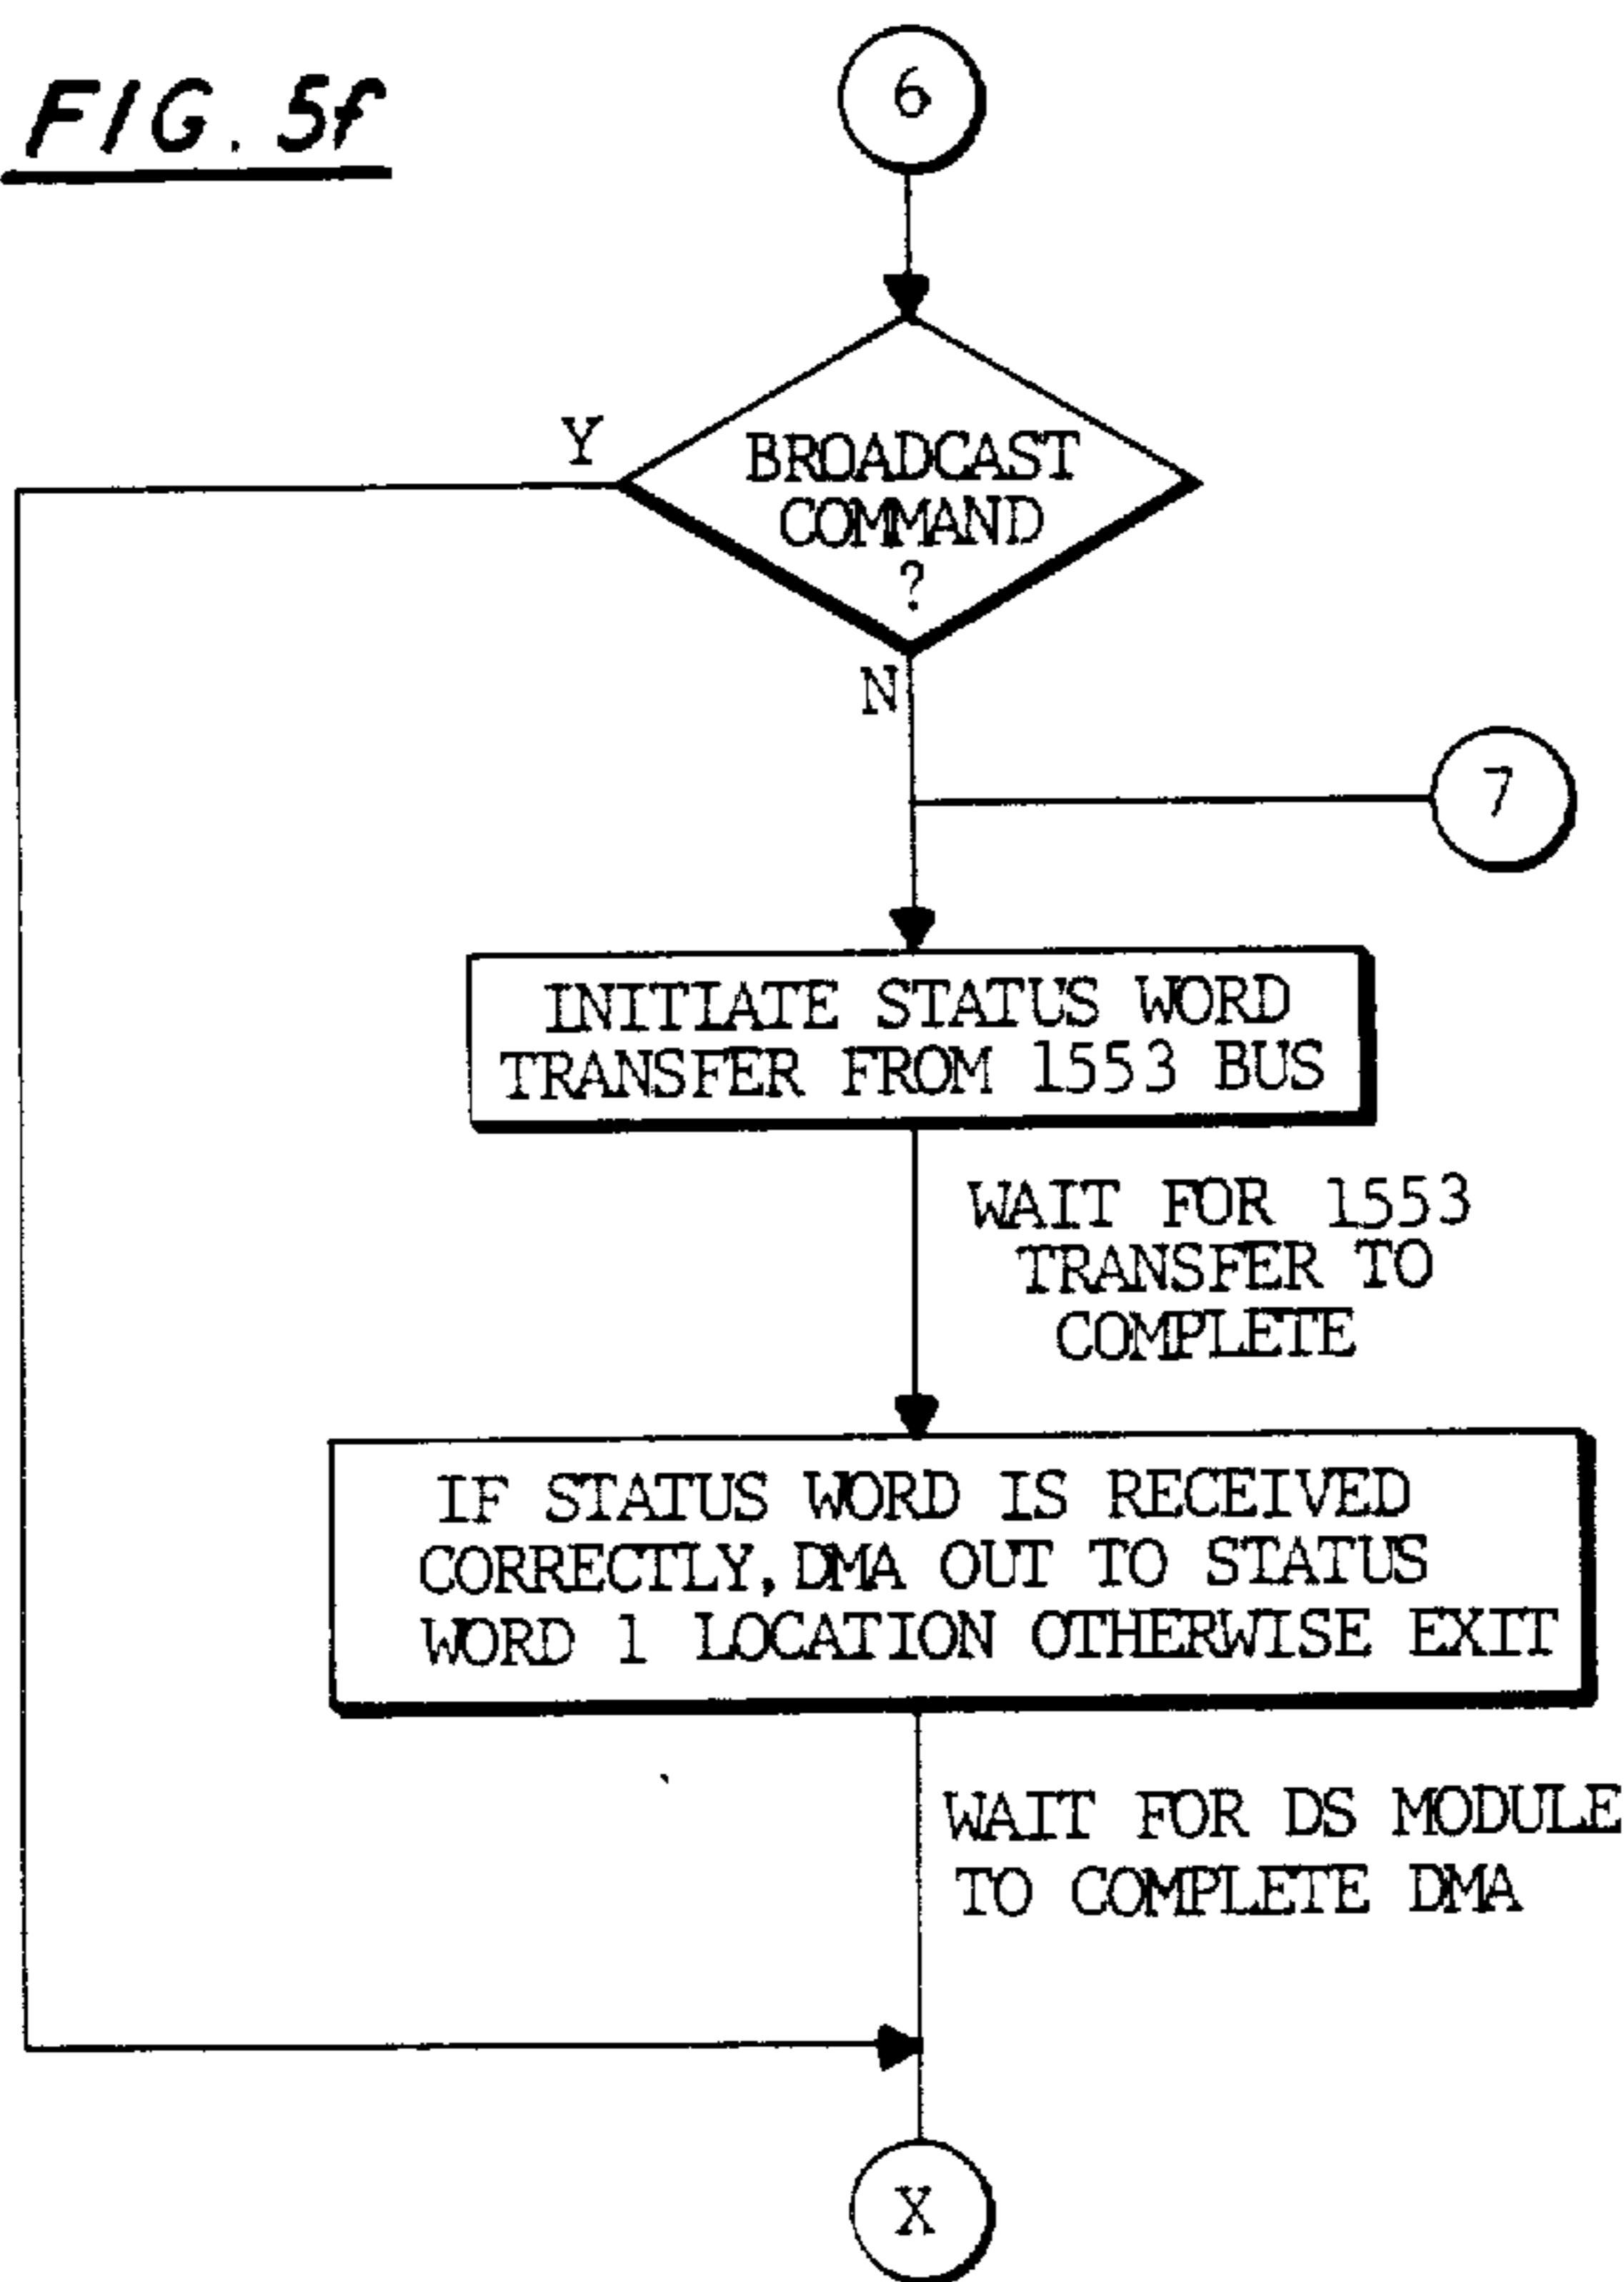 FIG. 5f
6
Y
BROADCAST
COMMAND
?
N
7
INITIATE STATUS WORD
TRANSFER FROM 1553 BUS
WAIT FOR 1553
TRANSFER TO
COMPLETE
IF STATUS WORD IS RECEIVED
CORRECTLY, DMA OUT TO STATUS
WORD 1 LOCATION OTHERWISE EXIT
WAIT FOR DS MODULE
TO COMPLETE DMA
X